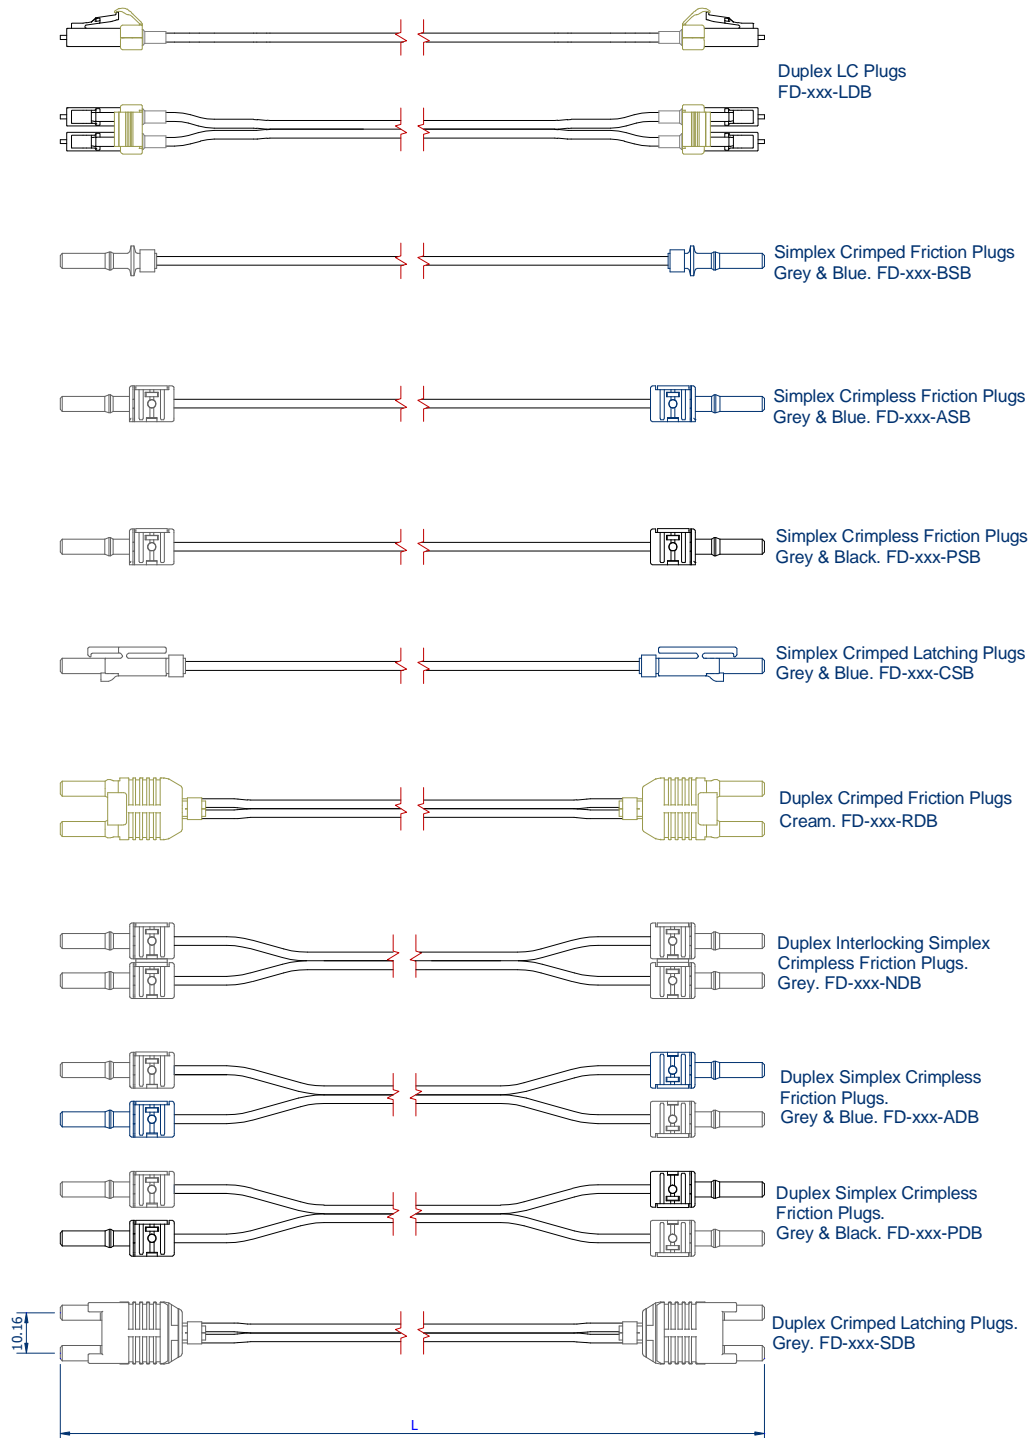 Duplex LC Plugs
FD-xxx-LDB
Simplex Crimped Friction Plugs
Grey & Blue. FD-xxx-BSB
Simplex Crimpless Friction Plugs
Grey & Blue. FD-xxx-ASB
Simplex Crimpless Friction Plugs
Grey & Black. FD-xxx-PSB
Simplex Crimped Latching Plugs
Grey & Blue. FD-xxx-CSB
Duplex Crimped Friction Plugs
Cream. FD-xxx-RDB
Duplex Interlocking Simplex
Crimpless Friction Plugs.
Grey. FD-xxx-NDB
Duplex Simplex Crimpless
Friction Plugs.
Grey & Blue. FD-xxx-ADB
Duplex Simplex Crimpless
Friction Plugs.
Grey & Black. FD-xxx-PDB
Duplex Crimped Latching Plugs.
Grey. FD-xxx-SDB
10.16
L